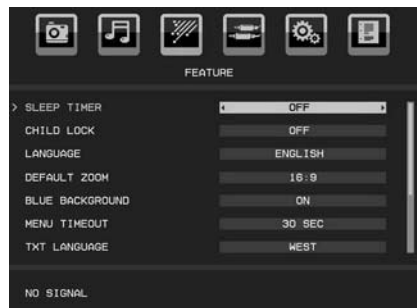 FEATURE
> SLEEP TIMER OFF
CHILD LOCK OFF
LANGUAGE ENGLISH
DEFAULT ZOOM 16:9
BLUE BACKGROUND ON
MENU TIMEOUT 30 SEC
TXT LANGUAGE WEST
NO SIGNAL